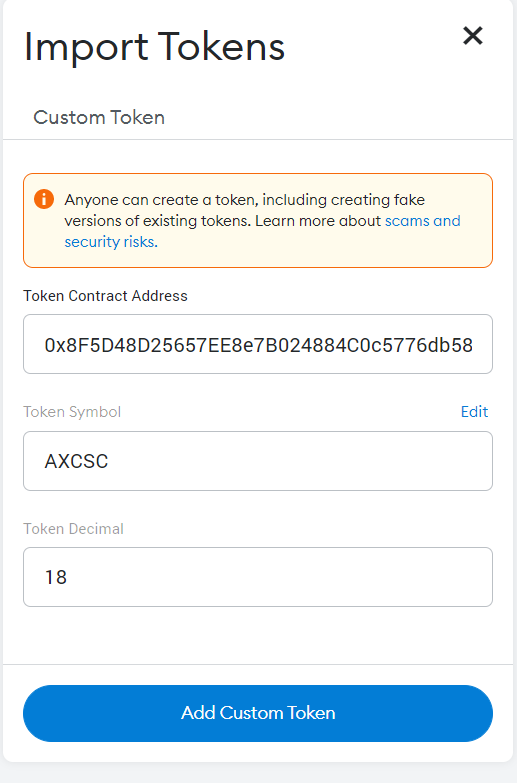 Import Tokens
Custom Token
Anyone can create a token, including creating fake
versions of existing tokens. Learn more about scams and
security risks.
Token Contract Address
0x8F5D48D25657EE8e7B024884C0c5776db58
Token Symbol
Edit
AXCSC
Token Decimal
18
Add Custom Token